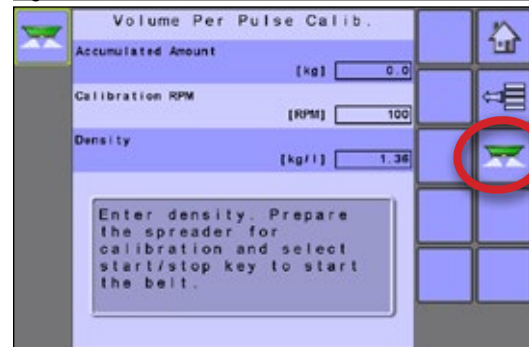 Volume Per Pulse Calib.
Accumulated Amount
[kg] 0.0
Calibration RPM
[RPM] 100
Density
[kg/l] 1.36
Enter density. Prepare
the spreader for
calibration and select
start/stop key to start
the belt.